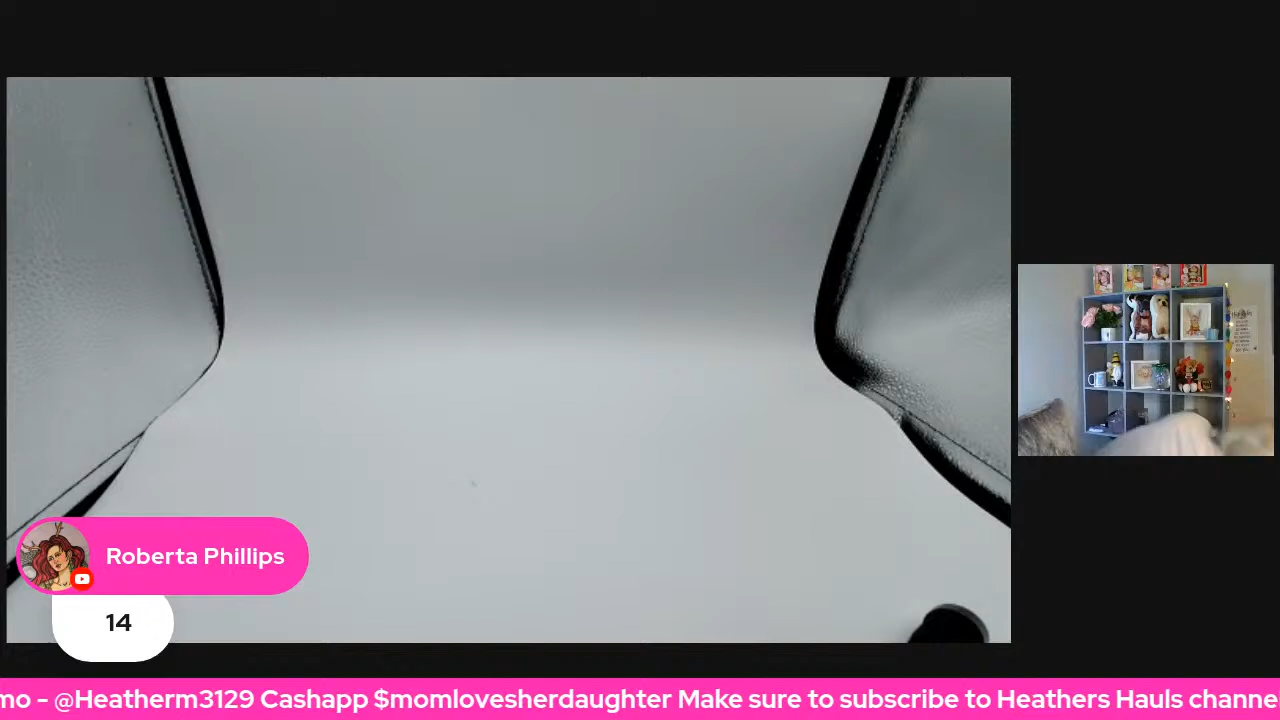 Roberta Phillips
14
mo - @Heatherm3129 Cashapp $momlovesherdaughter Make sure to subscribe to Heathers Hauls channe